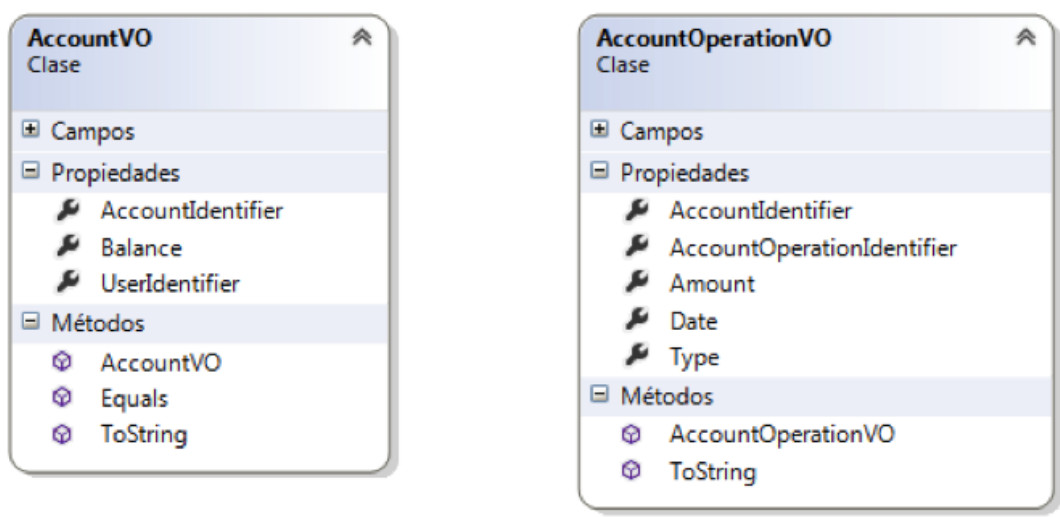 AccountVO
Clase
Campos
Propiedades
AccountIdentifier
Balance
UserIdentifier
Métodos
AccountVO
Equals
ToString
AccountOperationVO
Clase
Campos
Propiedades
AccountIdentifier
AccountOperationIdentifier
Amount
Date
Type
Métodos
AccountOperationVO
ToString